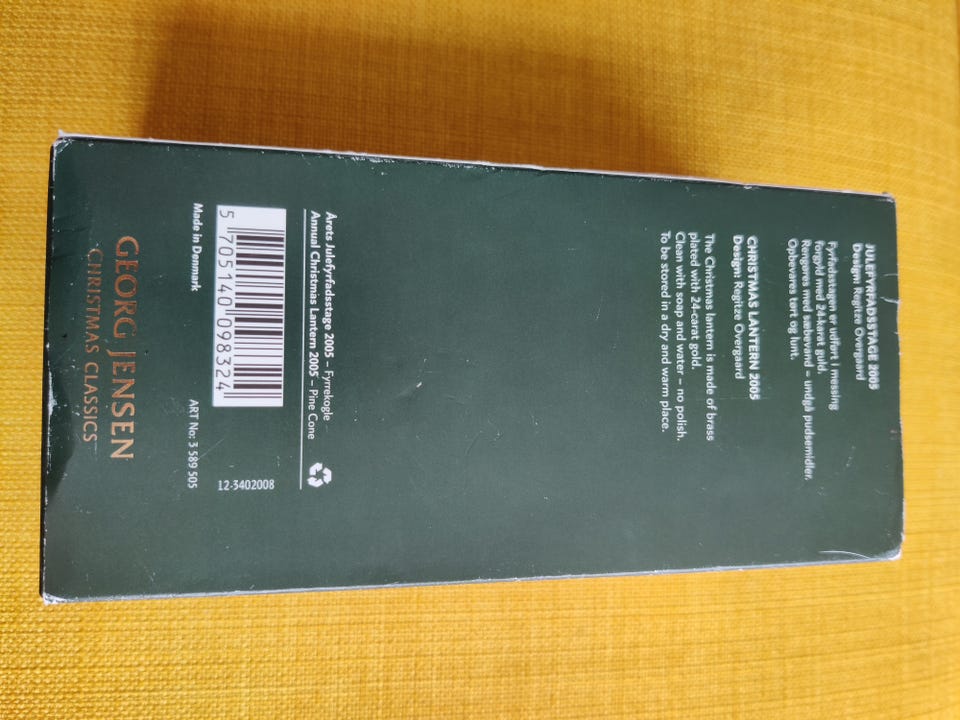 JULEFYRFADSSTAGE 2005
Design: Regitze Overgaard
Fyrfadsstagen er udført i messing
forgyldt med 24-karat guld.
Rengøres med sæbevand – undgå pudsemidler.
Opbevares tørt og lunt.
CHRISTMAS LANTERN 2005
Design: Regitze Overgaard
The Christmas lantern is made of brass
plated with 24-carat gold.
Clean with soap and water – no polish.
To be stored in a dry and warm place.
Årets Julefyrfadsstage 2005 – Fyrrekogle
Annual Christmas Lantern 2005 – Pine Cone
5 705140 098324
12-3402008
Made in Denmark
ART No: 3 589 505
GEORG JENSEN
CHRISTMAS CLASSICS